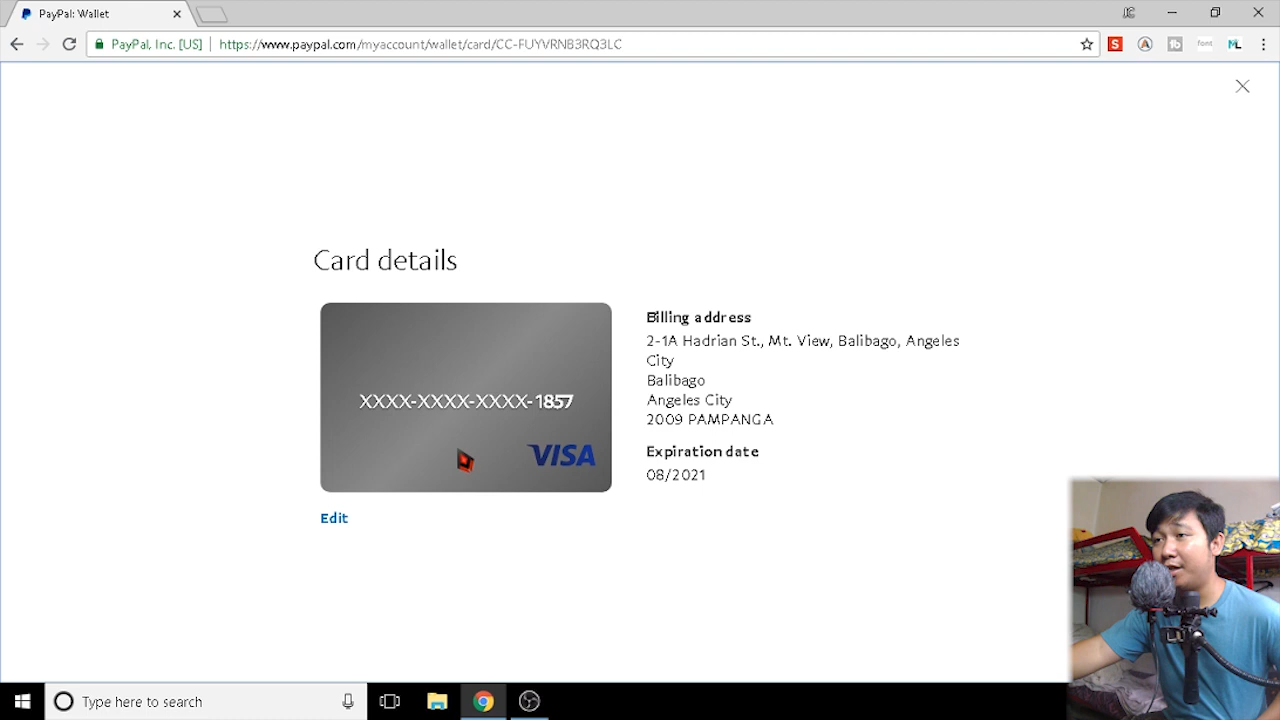 PayPal: Wallet
PayPal, Inc. [US]
https://www.paypal.com/myaccount/wallet/card/CC-FUYVRNB3RQ3LC
S
A
font
ML
Card details
XXXX-XXXX-XXXX-1857
VISA
Edit
Billing address
2-1A Hadrian St., Mt. View, Balibago, Angeles
City
Balibago
Angeles City
2009 PAMPANGA
Expiration date
08/2021
Type here to search